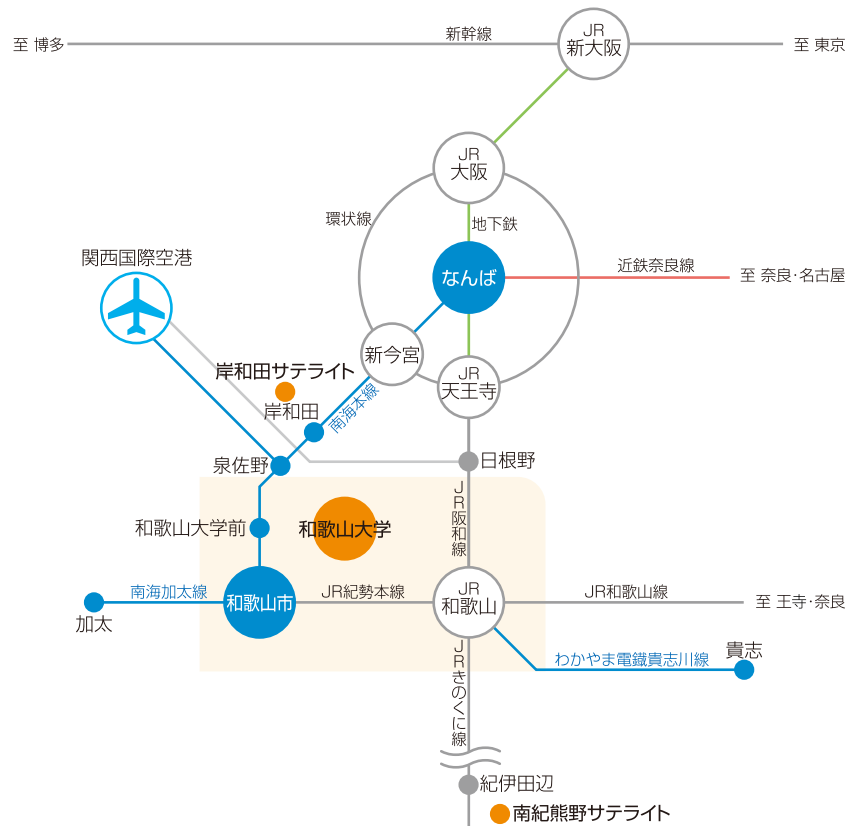 JR
新大阪
新幹線
至 博多
至 東京
JR
大阪
環状線
地下鉄
近鉄奈良線
関西国際空港
なんば
至 奈良・名古屋
新今宮
岸和田サテライト
JR
天王寺
南海本線
岸和田
泉佐野
日根野
JR阪和線
和歌山大学前
和歌山大学
南海加太線
JR紀勢本線
JR
和歌山
JR和歌山線
和歌山市
至 王寺・奈良
加太
貴志
わかやま電鐵貴志川線
JRきのくに線
紀伊田辺
南紀熊野サテライト